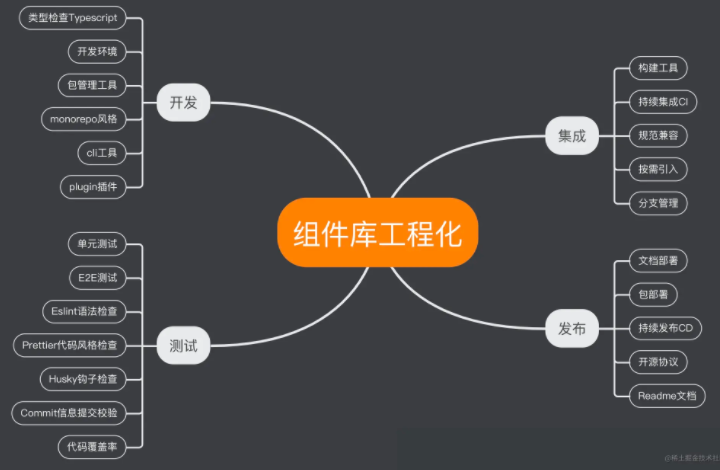 组件库工程化
开发
类型检查Typescript
开发环境
包管理工具
monorepo风格
cli工具
plugin插件
测试
单元测试
E2E测试
Eslint语法检查
Prettier代码风格检查
Husky钩子检查
Commit信息提交校验
代码覆盖率
集成
构建工具
持续集成CI
规范兼容
按需引入
分支管理
发布
文档部署
包部署
持续发布CD
开源协议
Readme文档
@稀土掘金技术社